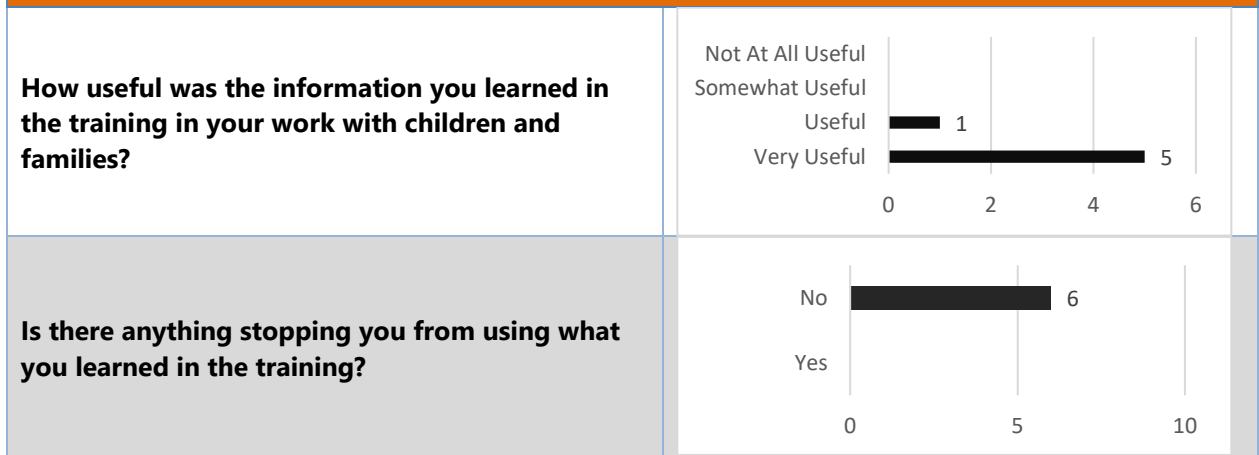 How useful was the information you learned in
the training in your work with children and
families?
Not At All Useful
Somewhat Useful
Useful
1
Very Useful
5
0 2 4 6
Is there anything stopping you from using what
you learned in the training?
No
6
Yes
0 5 10